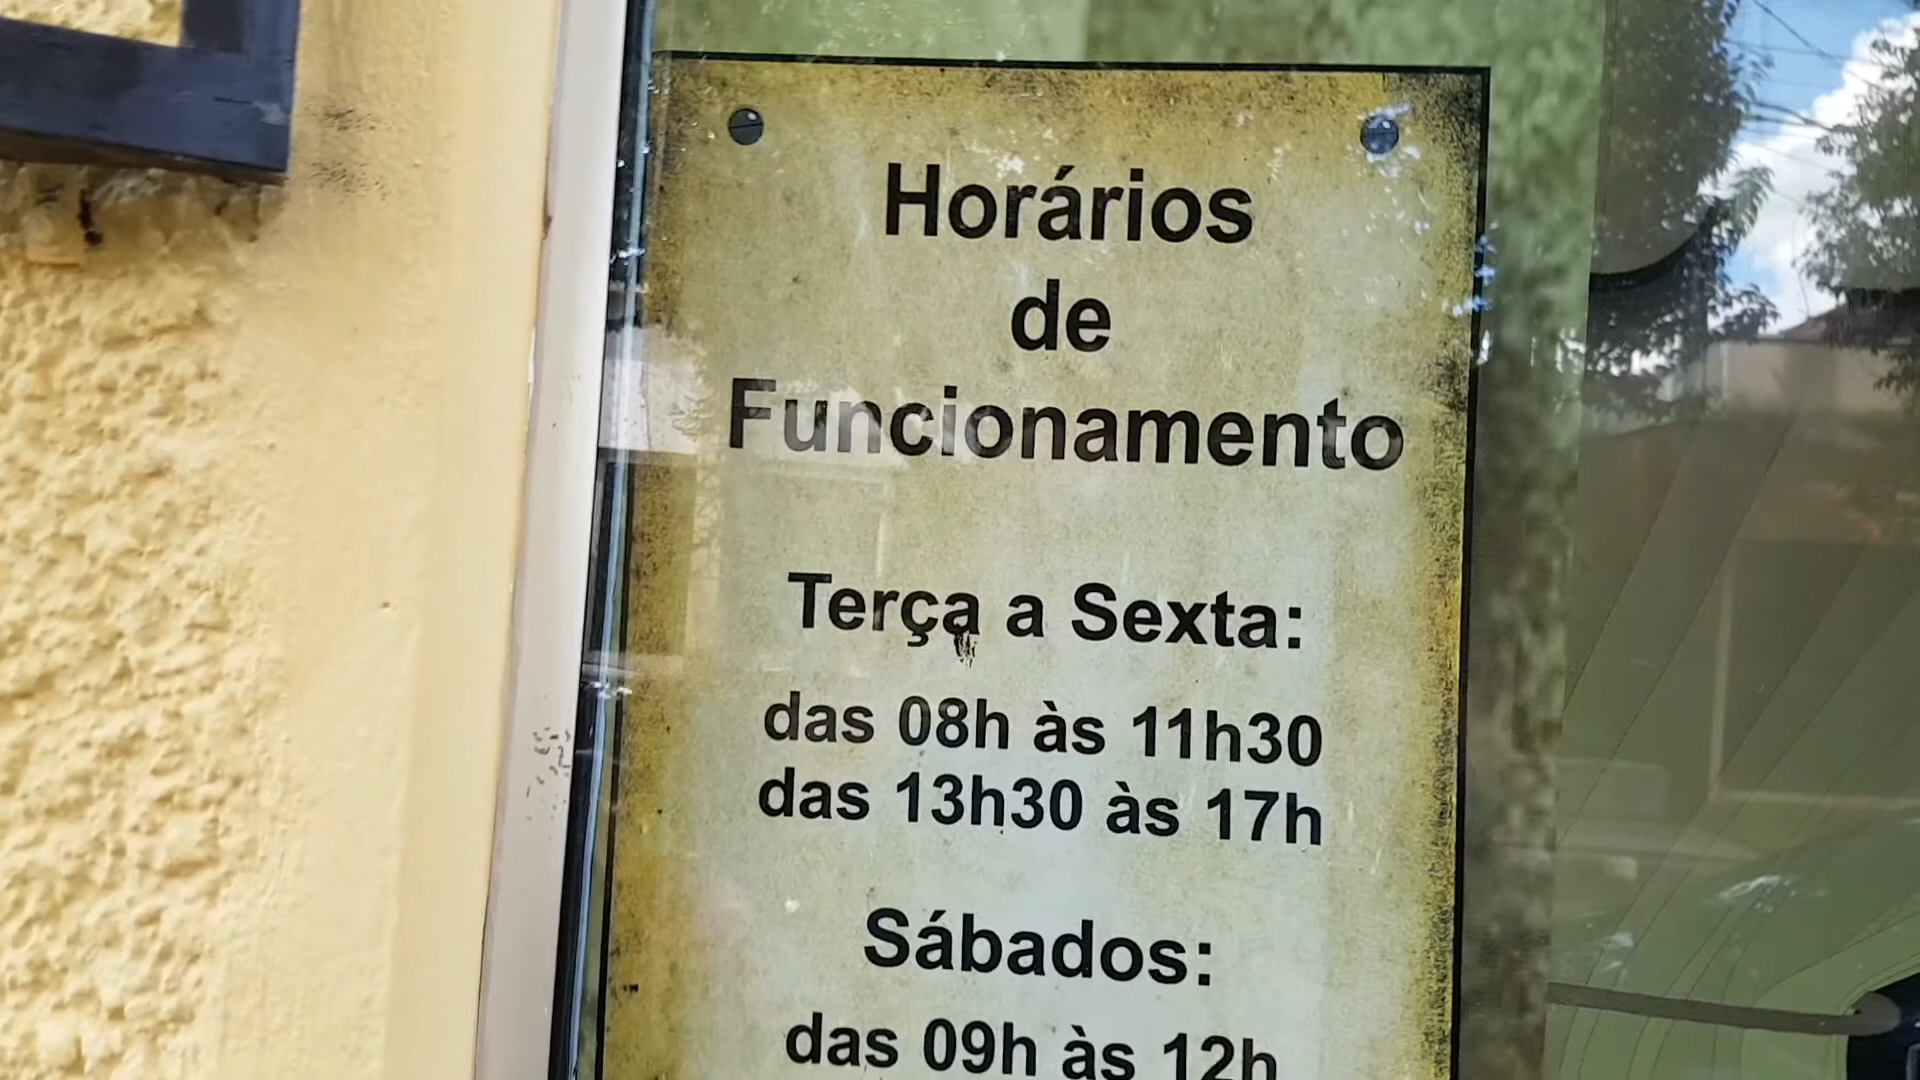 Horários
de
Funcionamento
Terça a Sexta:
das 08h às 11h30
das 13h30 às 17h
Sábados:
das 09h às 12h